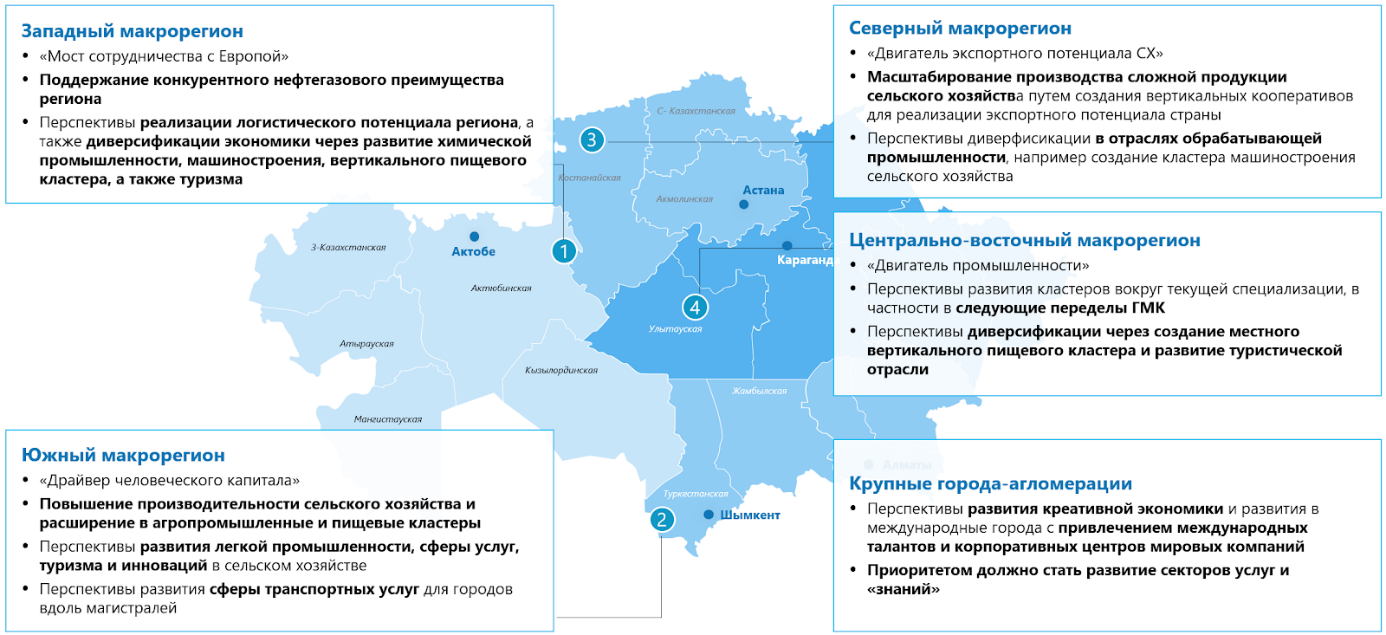 Западный макрорегион
• «Мост сотрудничества с Европой»
• Поддержание конкурентного нефтегазового преимущества
региона
• Перспективы реализации логистического потенциала региона, а
также диверсификации экономики через развитие химической
промышленности, машиностроения, вертикального пищевого
кластера, а также туризма
Северный макрорегион
• «Двигатель экспортного потенциала СХ»
• Масштабирование производства сложной продукции
сельского хозяйства путем создания вертикальных кооперативов
для реализации экспортного потенциала страны
• Перспективы диверфисикации в отраслях обрабатывающей
промышленности, например создание кластера машиностроения
сельского хозяйства
С- Казахстанская
3
Костанайская
Акмолинская
Астана
З-Казахстанская
Актобе
1
Караганд
Актюбинская
4
Улытауская
Атырауская
Кызылординская
Жамбылская
Мангистауская
Центрально-восточный макрорегион
• «Двигатель промышленности»
• Перспективы развития кластеров вокруг текущей специализации, в
частности в следующие переделы ГМК
• Перспективы диверсификации через создание местного
вертикального пищевого кластера и развитие туристической
отрасли
Южный макрорегион
• «Драйвер человеческого капитала»
• Повышение производительности сельского хозяйства и
расширение в агропромышленные и пищевые кластеры
• Перспективы развития легкой промышленности, сферы услуг,
туризма и инноваций в сельском хозяйстве
• Перспективы развития сферы транспортных услуг для городов
вдоль магистралей
Туркестанская
2
Шымкент
Алматы
Крупные города-агломерации
• Перспективы развития креативной экономики и развития в
международные города с привлечением международных
талантов и корпоративных центров мировых компаний
• Приоритетом должно стать развитие секторов услуг и
«знаний»